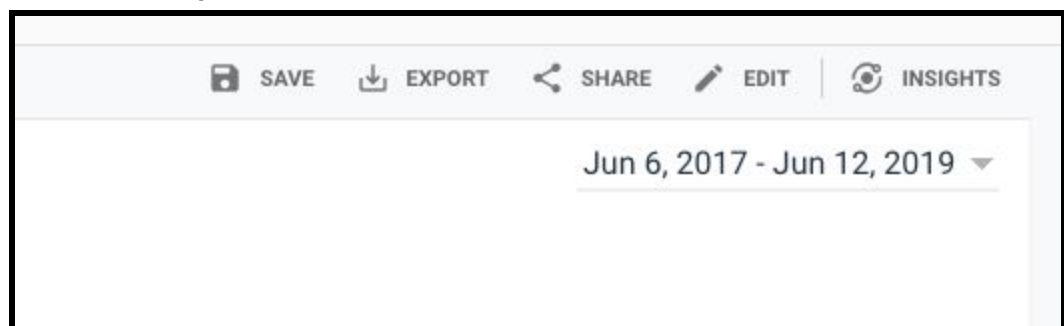 SAVE EXPORT SHARE EDIT INSIGHTS
Jun 6, 2017 - Jun 12, 2019